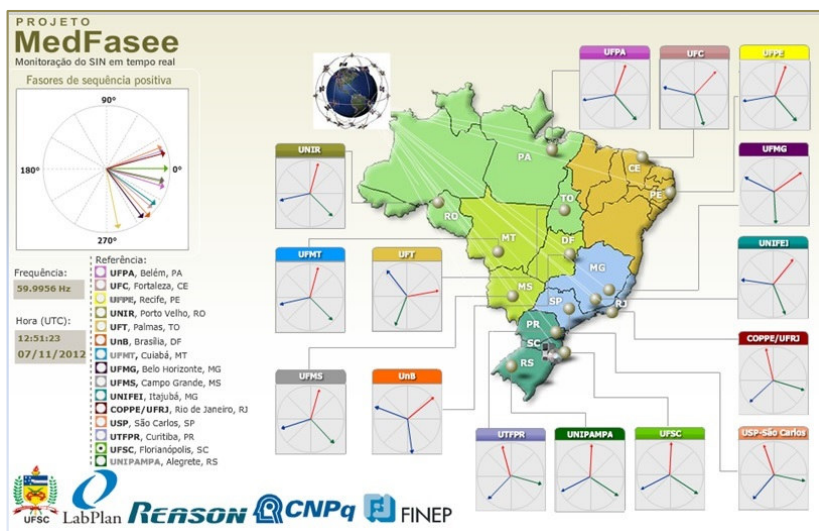 PROJETO
MedFasee
Monitoração do SIN em tempo real
Fasores de sequência positiva
90°
180°
0°
270°
Frequência:
59.9956 Hz
Hora (UTC):
12:51:23
07/11/2012
Referência:
UFPA, Belém, PA
UFC, Fortaleza, CE
UFPE, Recife, PE
UNIR, Porto Velho, RO
UFT, Palmas, TO
UnB, Brasília, DF
UFMT, Cuiabá, MT
UFMG, Belo Horizonte, MG
UFMS, Campo Grande, MS
UNIFEI, Itajubá, MG
COPPE/UFRJ, Rio de Janeiro, RJ
USP, São Carlos, SP
UTFPR, Curitiba, PR
UFSC, Florianópolis, SC
UNIPAMPA, Alegrete, RS
UFPA
UFC
UFPE
UNIR
UFMG
UFMT
UFT
UNIFEJ
COPPE/UFRJ
UFMS
UnB
UTFPR
UNIPAMPA
UFSC
USP-São Carlos
PA
CE
PE
TO
RO
MT
DF
MG
MS
SP
RJ
PR
SC
RS
UFSC
LabPlan
REASON
CNPq
FINEP